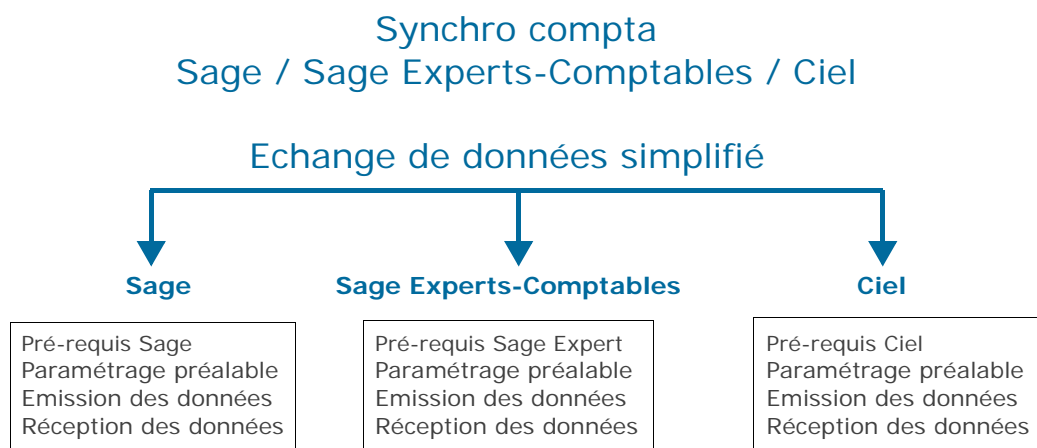 Synchro compta
Sage / Sage Experts-Comptables / Ciel
Echange de données simplifié
Sage
Sage Experts-Comptables
Ciel
Pré-requis Sage
Paramétrage préalable
Emission des données
Réception des données
Pré-requis Sage Expert
Paramétrage préalable
Emission des données
Réception des données
Pré-requis Ciel
Paramétrage préalable
Emission des données
Réception des données